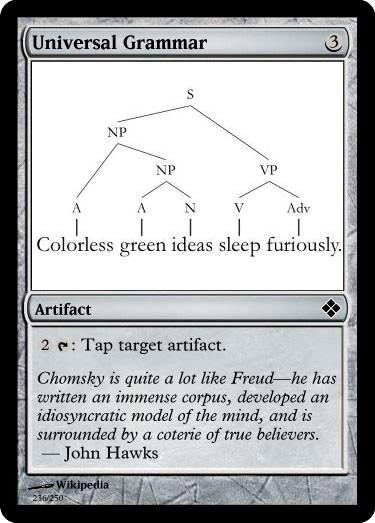 Universal Grammar 3
S
NP
NP VP
A A N V Adv
Colorless green ideas sleep furiously.
Artifact
2 : Tap target artifact.
Chomsky is quite a lot like Freud—he has
written an immense corpus, developed an
idiosyncratic model of the mind, and is
surrounded by a coterie of true believers.
— John Hawks
Wikipedia
236/250